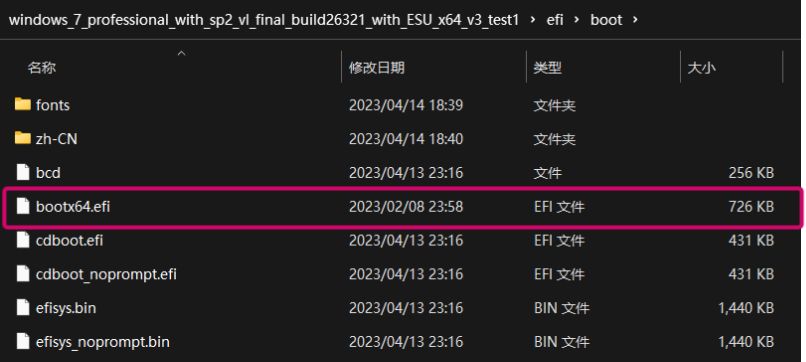 windows_7_professional_with_sp2_vl_final_build26321_with_ESU_x64_v3_test1 › efi › boot ›
名称 修改日期 类型 大小
fonts 2023/04/14 18:39 文件夹
zh-CN 2023/04/14 18:40 文件夹
bcd 2023/04/13 23:16 文件 256 KB
bootx64.efi 2023/02/08 23:58 EFI 文件 726 KB
cdboot.efi 2023/04/13 23:16 EFI 文件 431 KB
cdboot_noprompt.efi 2023/04/13 23:16 EFI 文件 431 KB
efisys.bin 2023/04/13 23:16 BIN 文件 1,440 KB
efisys_noprompt.bin 2023/04/13 23:16 BIN 文件 1,440 KB